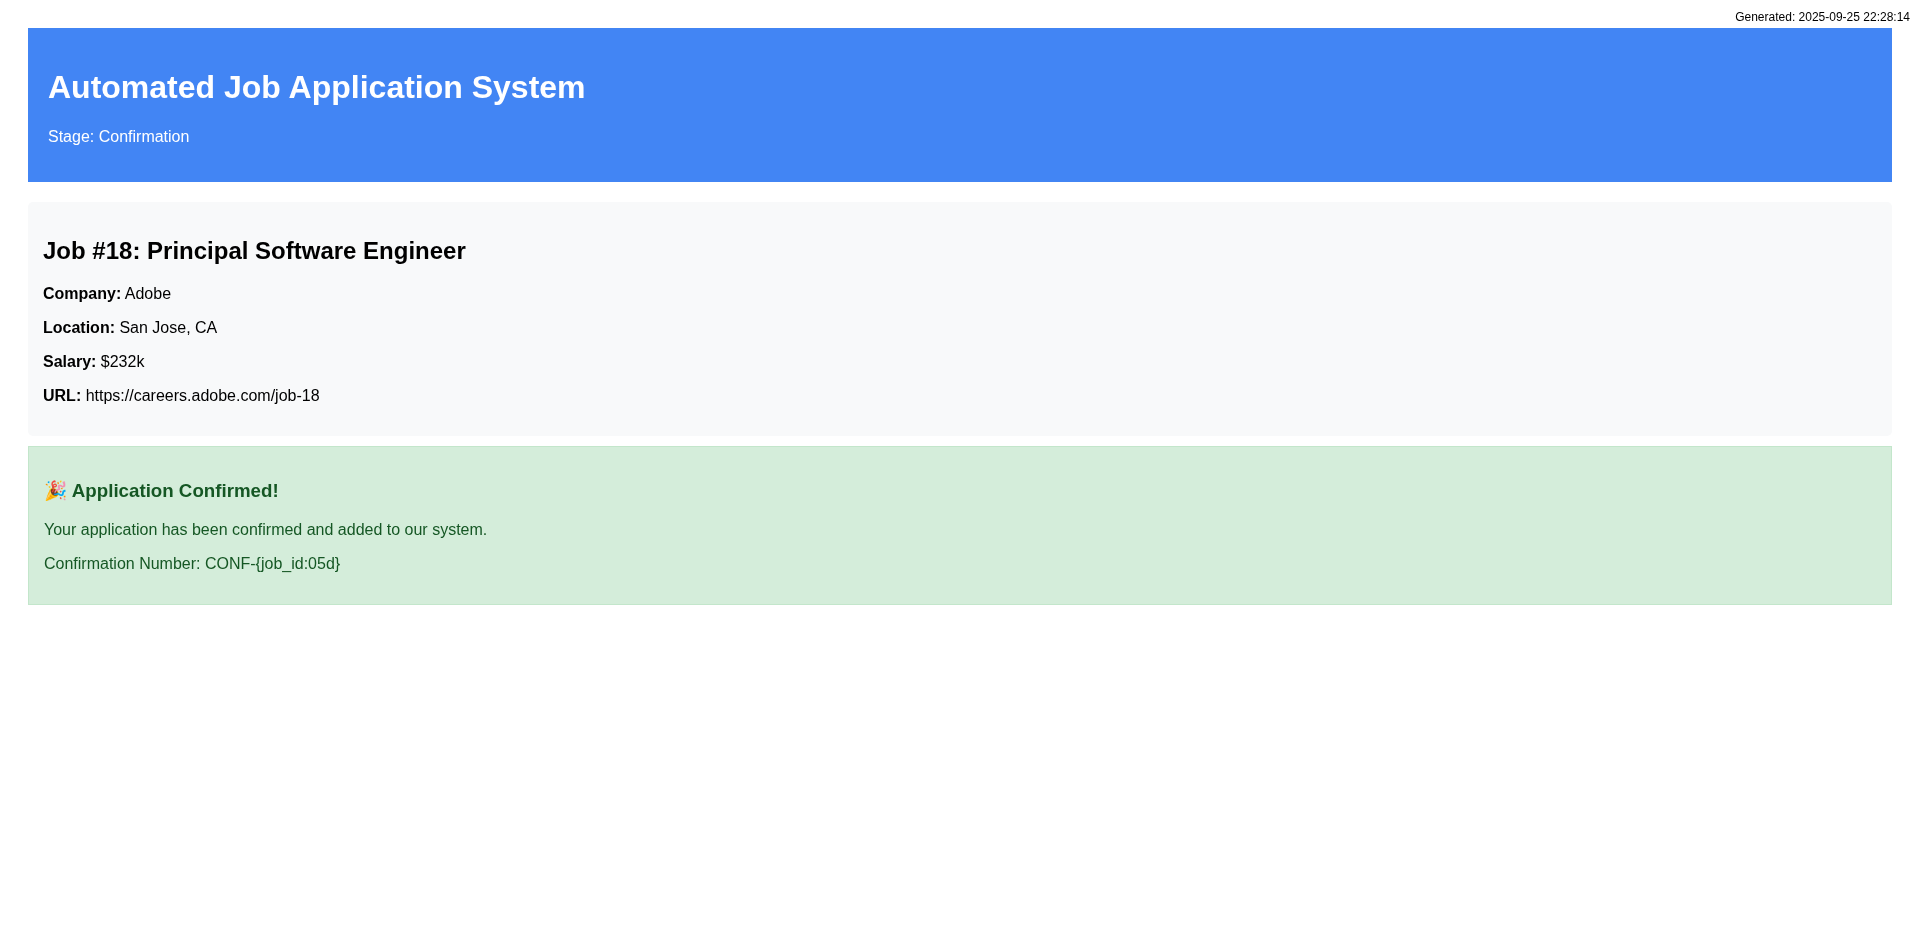 Generated: 2025-09-25 22:28:14
Automated Job Application System
Stage: Confirmation
Job #18: Principal Software Engineer
Company: Adobe
Location: San Jose, CA
Salary: $232k
URL: https://careers.adobe.com/job-18
🎉 Application Confirmed!
Your application has been confirmed and added to our system.
Confirmation Number: CONF-{job_id:05d}